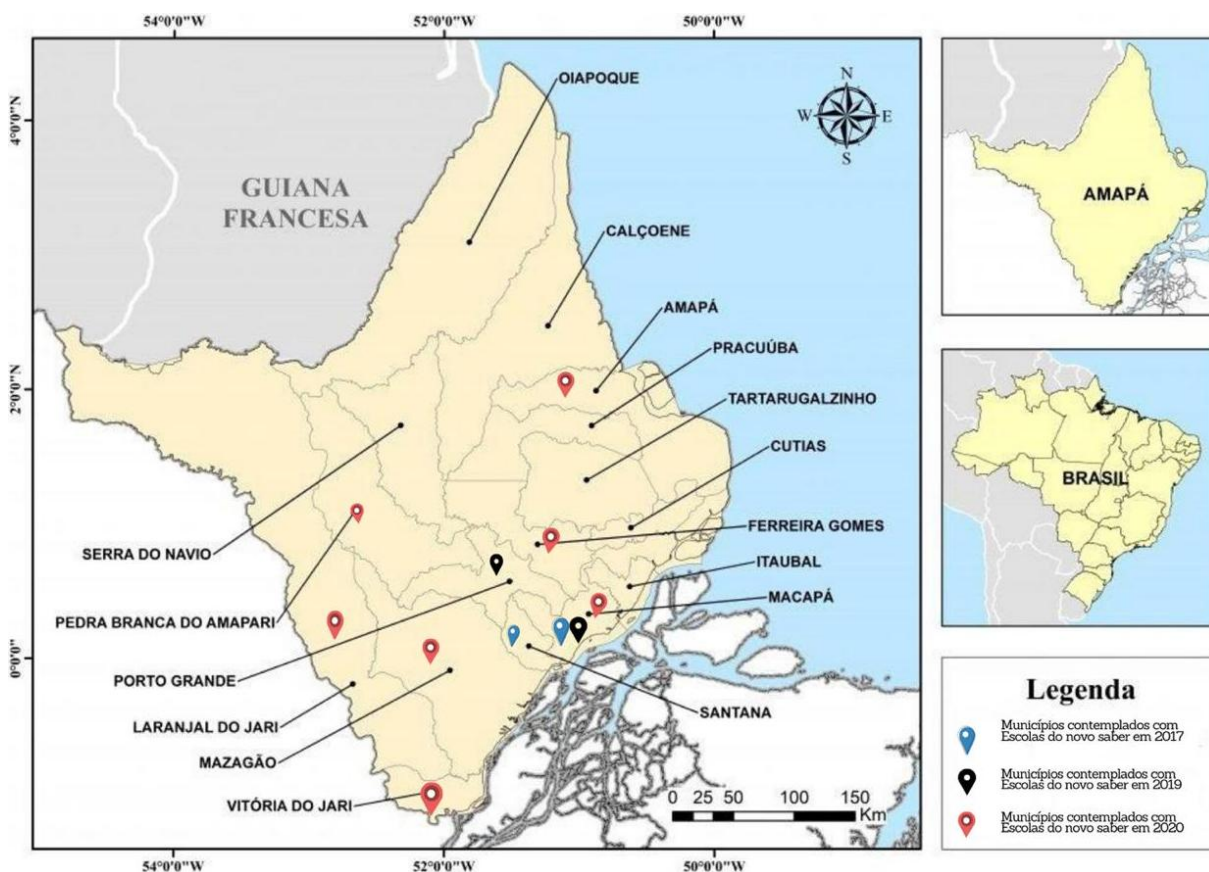 54°0'0"W
52°0'0"W
50°0'0"W
4°0'0"N
2°0'0"N
0°0'0"
N
W
E
S
GUIANA
FRANCESA
OIAPOQUE
CALÇOENE
AMAPÁ
PRACUÚBA
TARTARUGALZINHO
CUTIAS
FERREIRA GOMES
ITAUBAL
MACAPÁ
SERRA DO NAVIO
PEDRA BRANCA DO AMAPARI
PORTO GRANDE
LARANJAL DO JARI
MAZAGÃO
VITÓRIA DO JARI
SANTANA
0 25 50 100 150
Km
54°0'0"W
52°0'0"W
50°0'0"W
AMAPÁ
BRASIL
Legenda
Municípios contemplados com
Escolas do novo saber em 2017
Municípios contemplados com
Escolas do novo saber em 2019
Municípios contemplados com
Escolas do novo saber em 2020